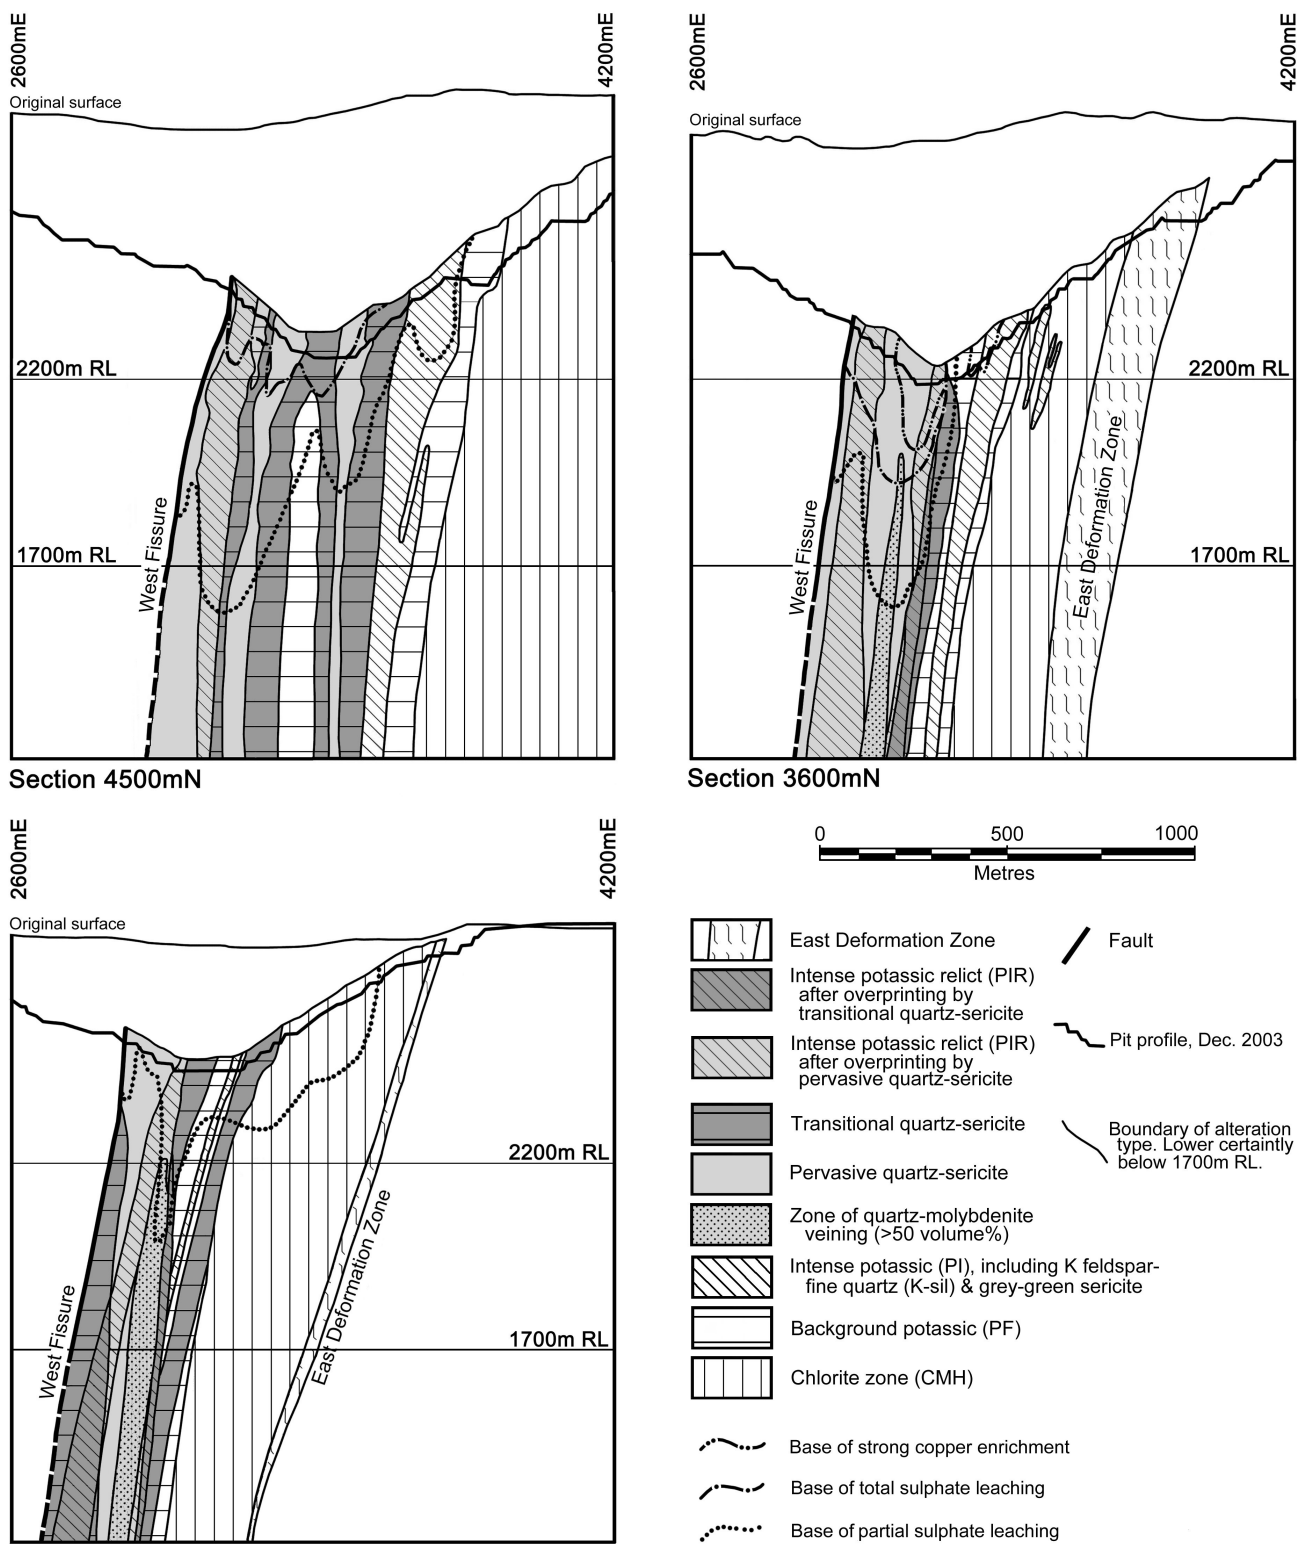 2600mE
4200mE
Original surface
2200m RL
1700m RL
West Fissure
Section 4500mN
2600mE
4200mE
Original surface
2200m RL
1700m RL
West Fissure
East Deformation Zone
Section 3600mN
2600mE
4200mE
Original surface
2200m RL
1700m RL
West Fissure
East Deformation Zone
0 500 1000
Metres
East Deformation Zone
Intense potassic relict (PIR)
after overprinting by
transitional quartz-sericite
Intense potassic relict (PIR)
after overprinting by
pervasive quartz-sericite
Transitional quartz-sericite
Pervasive quartz-sericite
Zone of quartz-molybdenite
veining (>50 volume%)
Intense potassic (PI), including K feldspar-
fine quartz (K-sil) & grey-green sericite
Background potassic (PF)
Chlorite zone (CMH)
Base of strong copper enrichment
Base of total sulphate leaching
Base of partial sulphate leaching
Fault
Pit profile, Dec. 2003
Boundary of alteration
type. Lower certaintly
below 1700m RL.